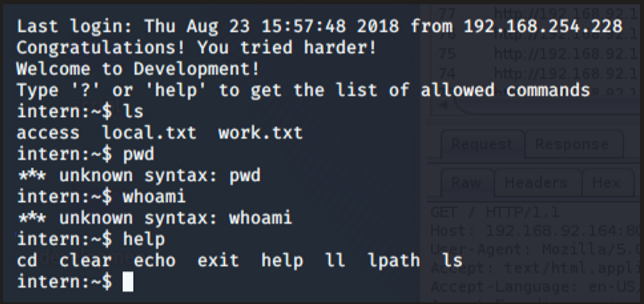 Last login: Thu Aug 23 15:57:48 2018 from 192.168.254.228
Congratulations! You tried harder!
Welcome to Development!
Type '?' or 'help' to get the list of allowed commands
intern:~$ ls
access  local.txt  work.txt
intern:~$ pwd
*** unknown syntax: pwd
intern:~$ whoami
*** unknown syntax: whoami
intern:~$ help
cd  clear  echo  exit  help  ll  lpath  ls
intern:~$
77 http://192.168.92.1
http://192.168.92.1
75 http://192.168.92.1
74 http://192.168.92.1
Request Response
Raw Headers Hex
GET / HTTP/1.1
Host: 192.168.92.164:80
User-Agent: Mozilla/5.0
Accept: text/html,applic
Accept-Language: en-US